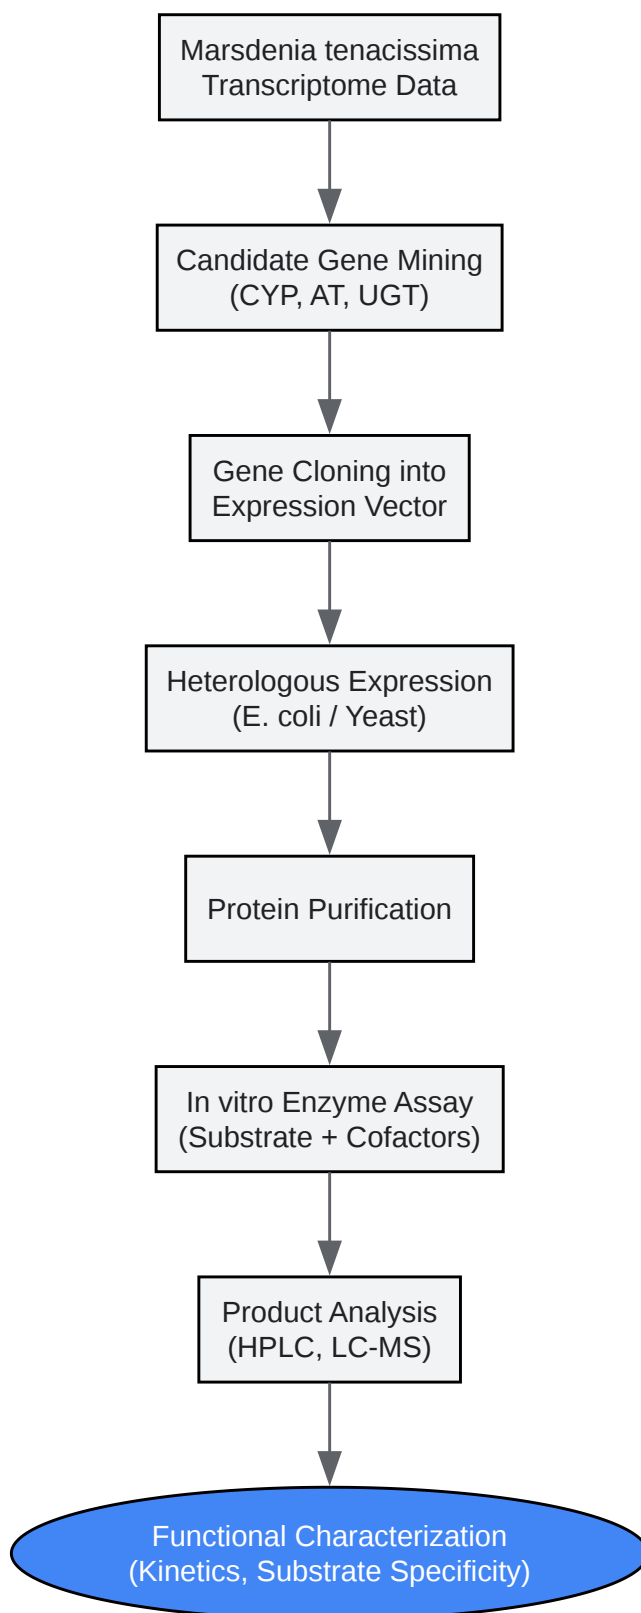 Marsdenia tenacissima
Transcriptome Data
Candidate Gene Mining
(CYP, AT, UGT)
Gene Cloning into
Expression Vector
Heterologous Expression
(E. coli / Yeast)
Protein Purification
In vitro Enzyme Assay
(Substrate + Cofactors)
Product Analysis
(HPLC, LC-MS)
Functional Characterization
(Kinetics, Substrate Specificity)